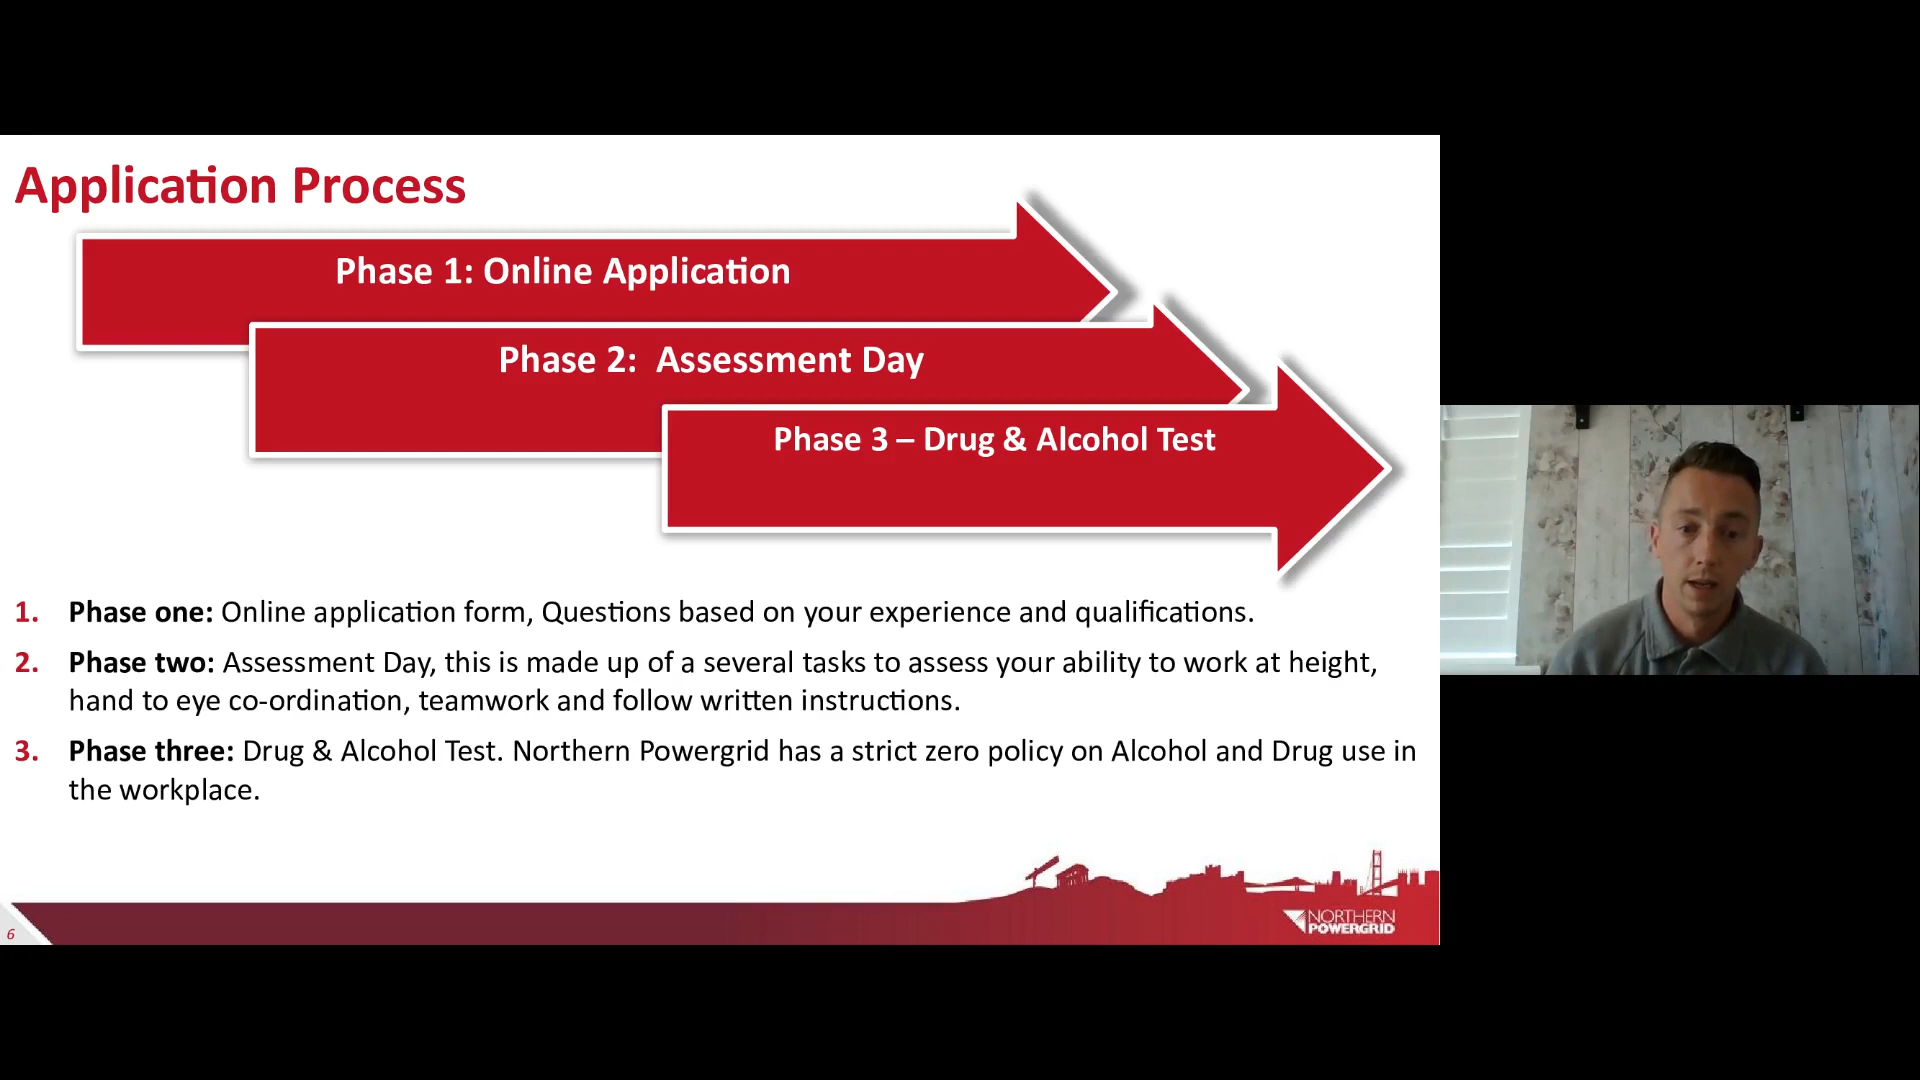 Application Process
Phase 1: Online Application
Phase 2:  Assessment Day
Phase 3 – Drug & Alcohol Test
1. Phase one: Online application form, Questions based on your experience and qualifications.
2. Phase two: Assessment Day, this is made up of a several tasks to assess your ability to work at height,
hand to eye co-ordination, teamwork and follow written instructions.
3. Phase three: Drug & Alcohol Test. Northern Powergrid has a strict zero policy on Alcohol and Drug use in
the workplace.
6
NORTHERN
POWERGRID